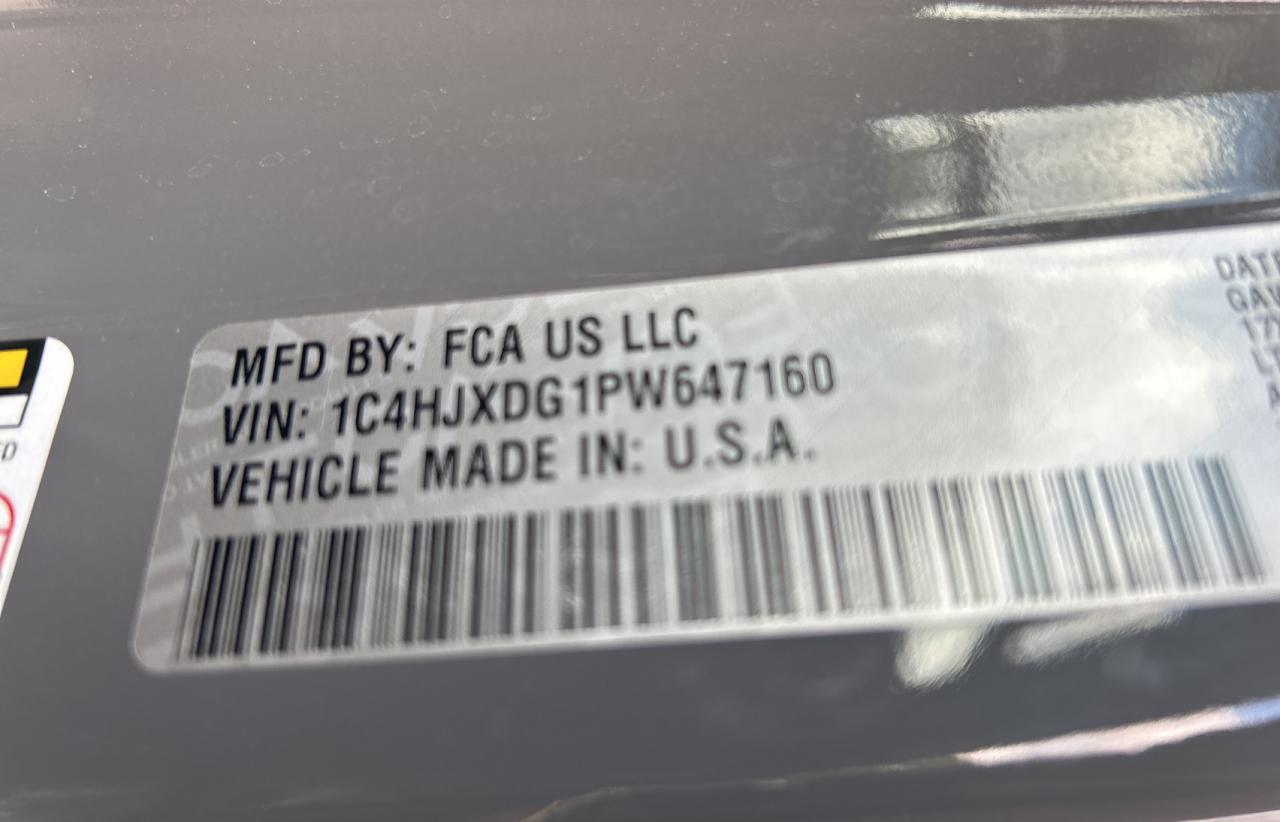 MFD BY: FCA US LLC
VIN: 1C4HJXDG1PW647160
VEHICLE MADE IN: U.S.A.